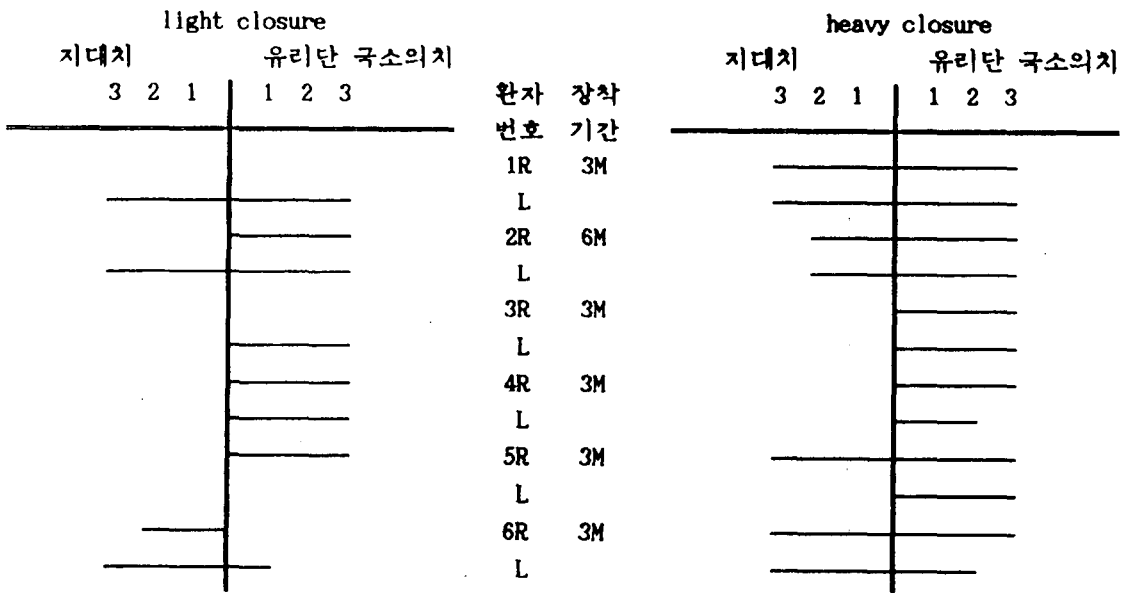 light closure
heavy closure
지대치 유리단 국소의치
지대치 유리단 국소의치
3 2 1 1 2 3 환자 장착 3 2 1 1 2 3
번호 기간
1R 3M
L
2R 6M
L
3R 3M
L
4R 3M
L
5R 3M
L
6R 3M
L